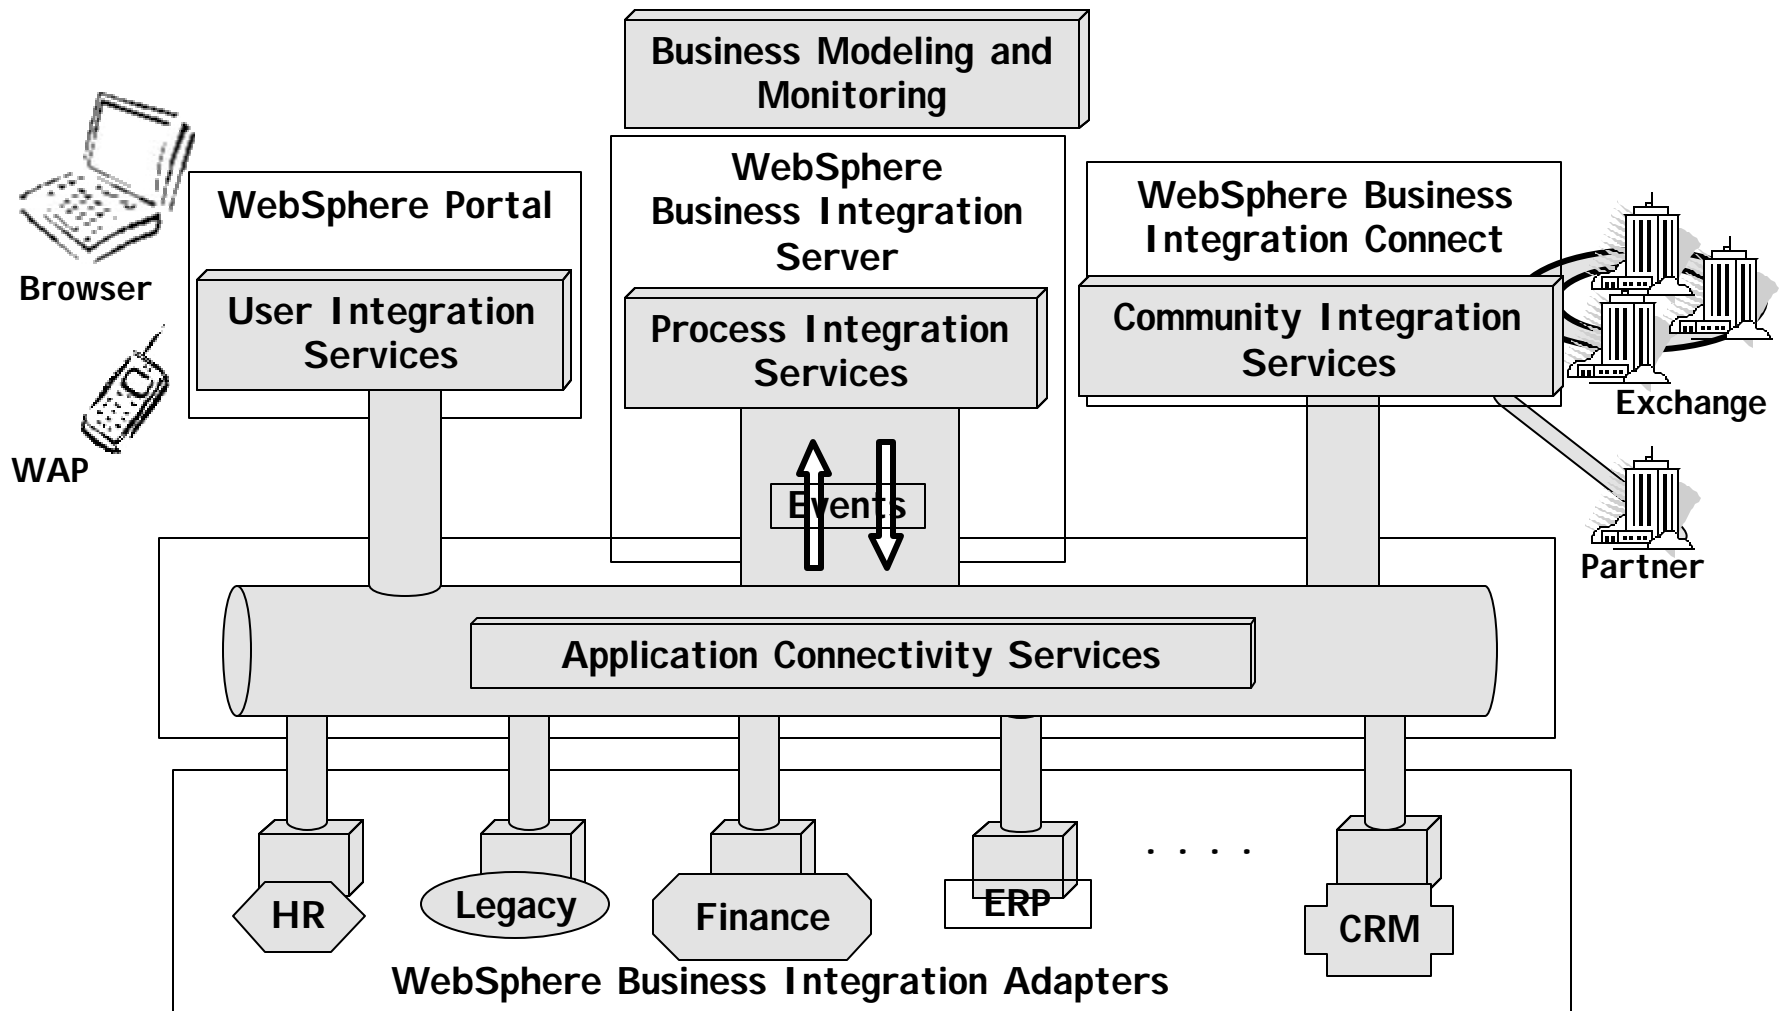 Business Modeling and
Monitoring
WebSphere
Business Integration
Server
WebSphere Portal
WebSphere Business
Integration Connect
Browser
User Integration
Services
Process Integration
Services
Community Integration
Services
Exchange
WAP
Events
Partner
Application Connectivity Services
. . . .
HR
Legacy
Finance
ERP
CRM
WebSphere Business Integration Adapters